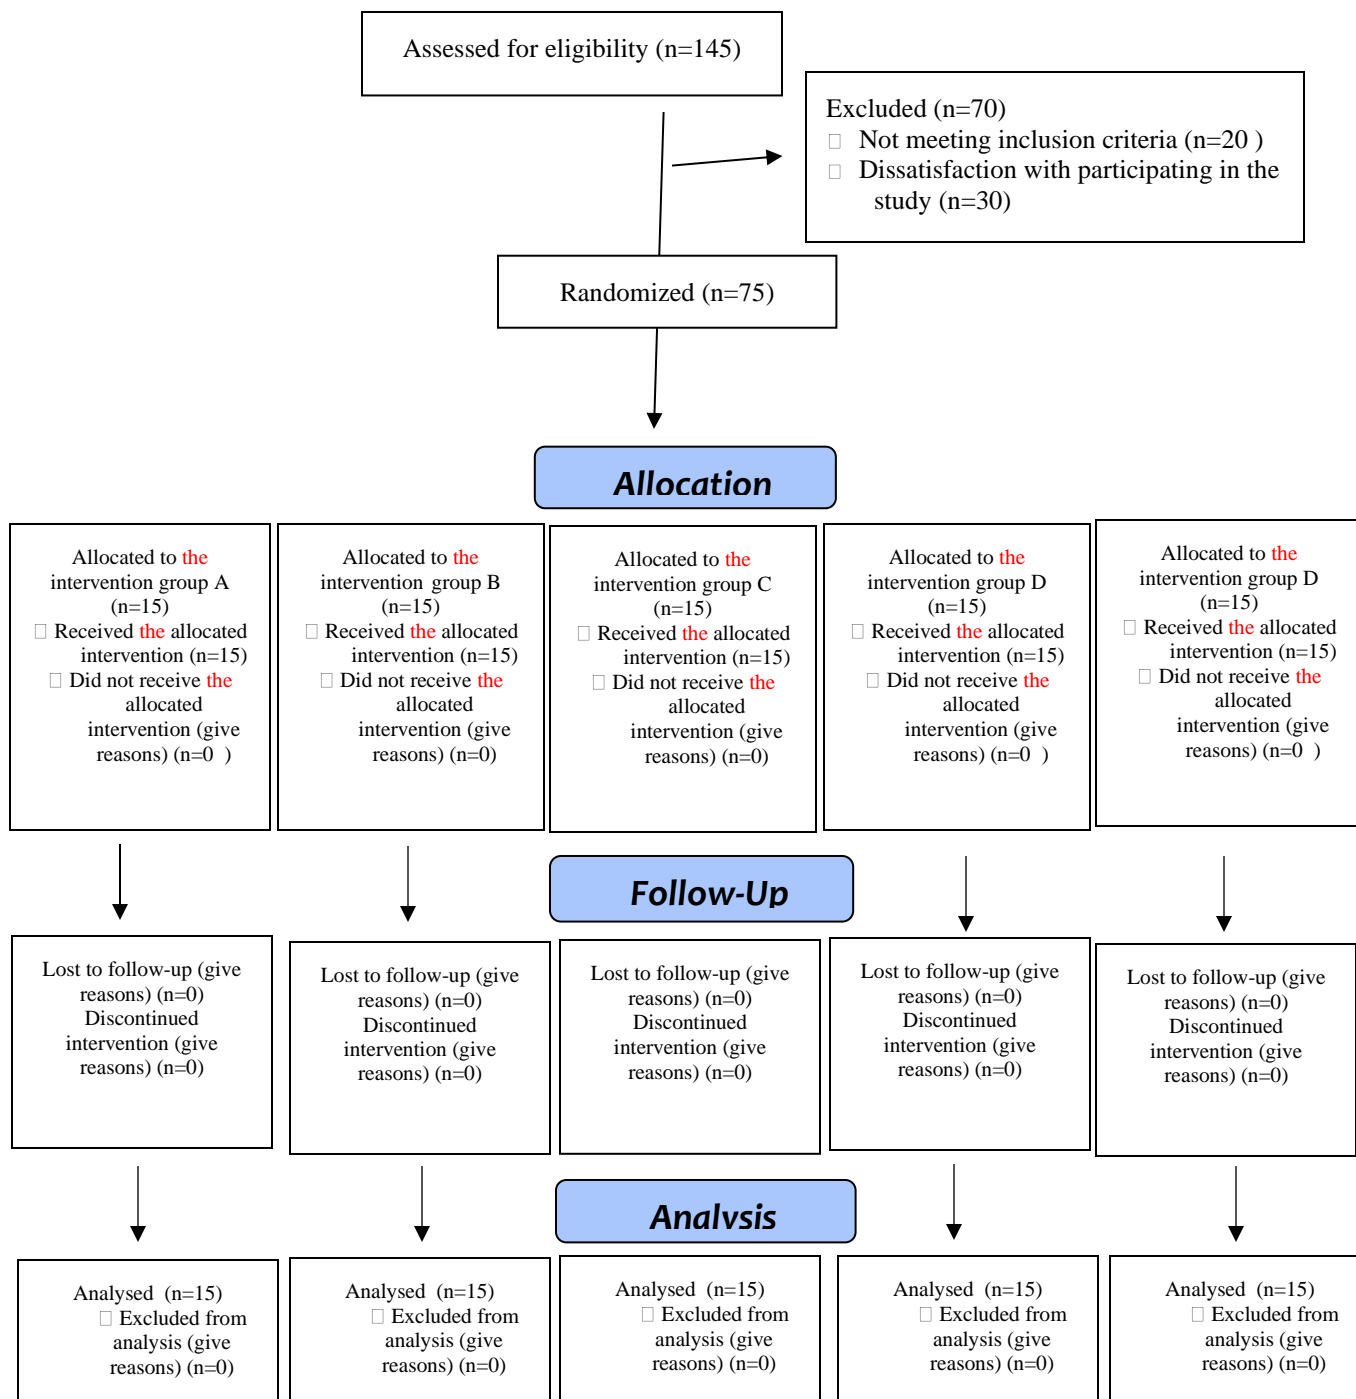 Assessed for eligibility (n=145)
Excluded (n=70)
□ Not meeting inclusion criteria (n=20 )
□ Dissatisfaction with participating in the
study (n=30)
Randomized (n=75)
Allocation
Allocated to the
intervention group A
(n=15)
□ Received the allocated
intervention (n=15)
□ Did not receive the
allocated
intervention (give
reasons) (n=0 )
Allocated to the
intervention group B
(n=15)
□ Received the allocated
intervention (n=15)
□ Did not receive the
allocated
intervention (give
reasons) (n=0)
Allocated to the
intervention group C
(n=15)
□ Received the allocated
intervention (n=15)
□ Did not receive the
allocated
intervention (give
reasons) (n=0)
Allocated to the
intervention group D
(n=15)
□ Received the allocated
intervention (n=15)
□ Did not receive the
allocated
intervention (give
reasons) (n=0 )
Allocated to the
intervention group D
(n=15)
□ Received the allocated
intervention (n=15)
□ Did not receive the
allocated
intervention (give
reasons) (n=0 )
Follow-Up
Lost to follow-up (give
reasons) (n=0)
Discontinued
intervention (give
reasons) (n=0)
Lost to follow-up (give
reasons) (n=0)
Discontinued
intervention (give
reasons) (n=0)
Lost to follow-up (give
reasons) (n=0)
Discontinued
intervention (give
reasons) (n=0)
Lost to follow-up (give
reasons) (n=0)
Discontinued
intervention (give
reasons) (n=0)
Lost to follow-up (give
reasons) (n=0)
Discontinued
intervention (give
reasons) (n=0)
Analysis
Analysed (n=15)
□ Excluded from
analysis (give
reasons) (n=0)
Analysed (n=15)
□ Excluded from
analysis (give
reasons) (n=0)
Analysed (n=15)
□ Excluded from
analysis (give
reasons) (n=0)
Analysed (n=15)
□ Excluded from
analysis (give
reasons) (n=0)
Analysed (n=15)
□ Excluded from
analysis (give
reasons) (n=0)